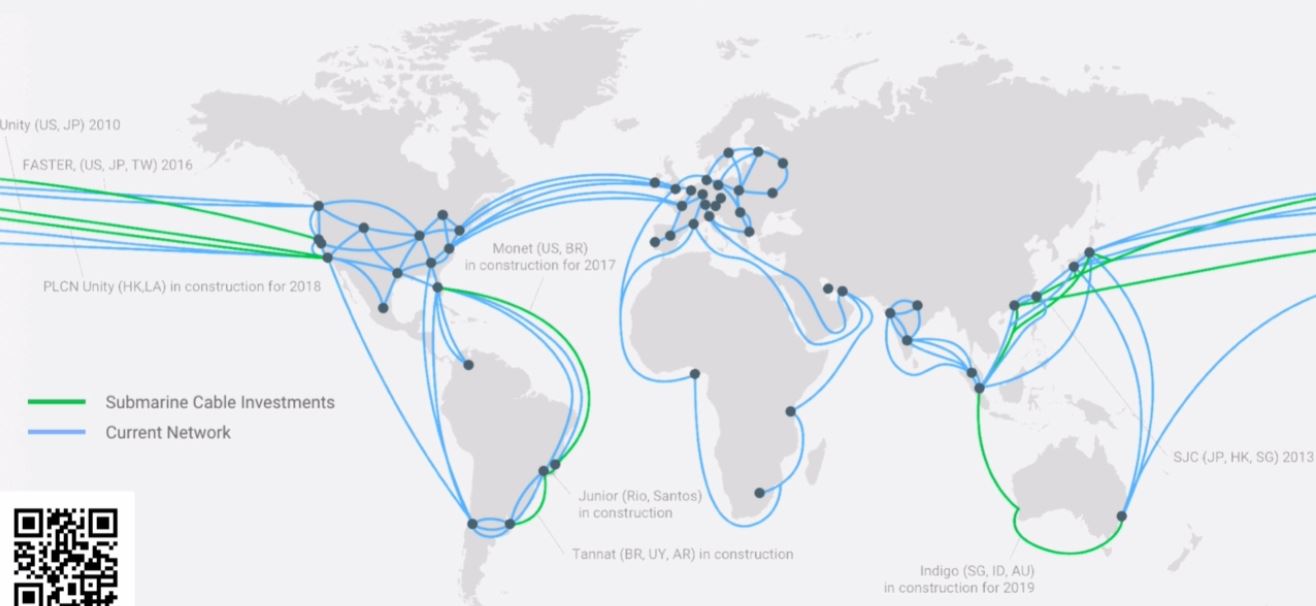 Unity (US, JP) 2010
FASTER, (US, JP, TW) 2016
Monet (US, BR)
in construction for 2017
PLCN Unity (HK,LA) in construction for 2018
Submarine Cable Investments
Current Network
SJC (JP, HK, SG) 2013
Junior (Rio, Santos)
in construction
Tannat (BR, UY, AR) in construction
Indigo (SG, ID, AU)
in construction for 2019